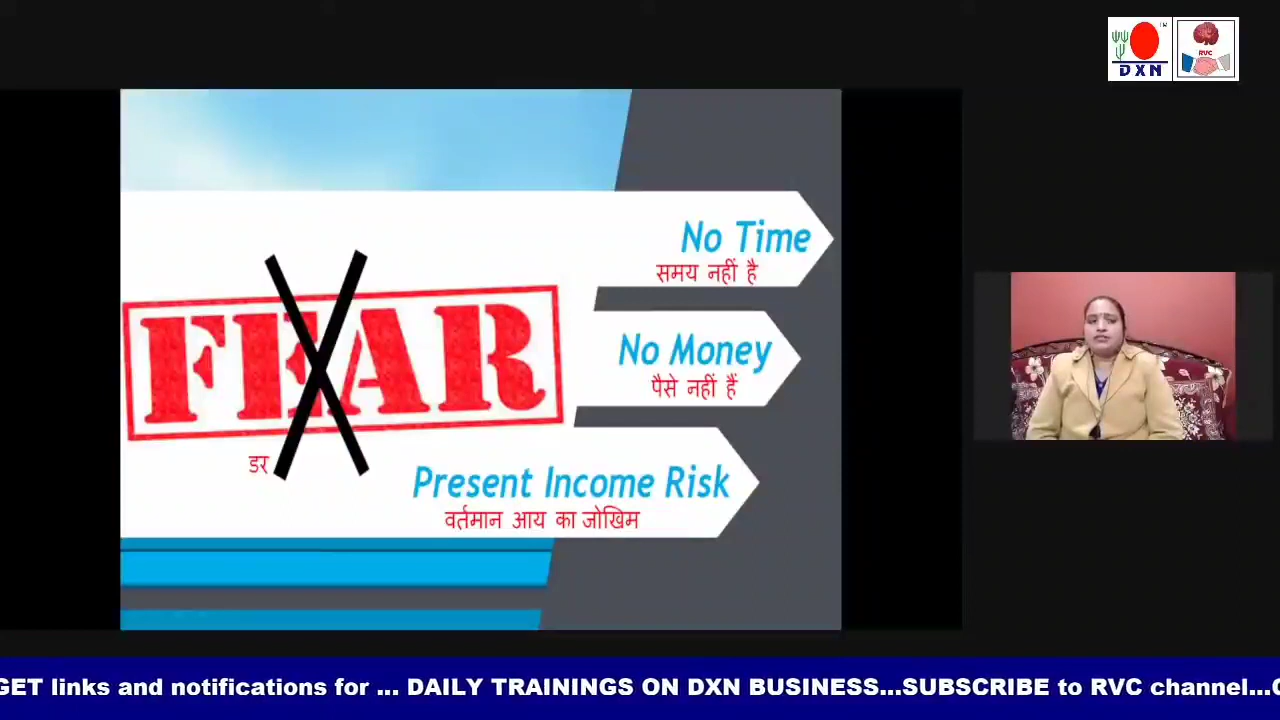 DXN
TM
RVC
No Time
समय नहीं है
FEAR
No Money
पैसे नहीं हैं
डर
Present Income Risk
वर्तमान आय का जोखिम
GET links and notifications for ... DAILY TRAININGS ON DXN BUSINESS...SUBSCRIBE to RVC channel...